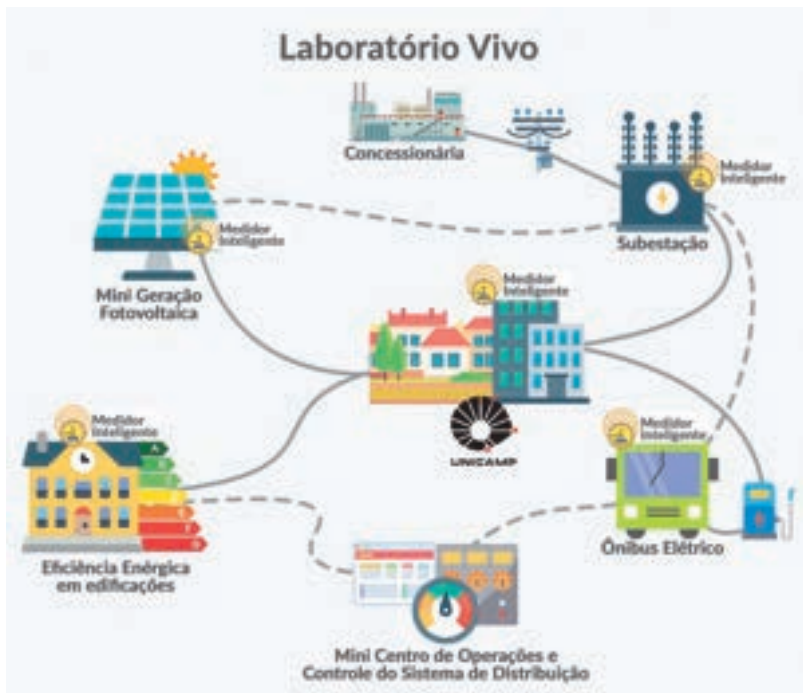 Laboratório Vivo
Concessionária
Medidor
Inteligente
Subestação
Medidor
Inteligente
Mini Geração
Fotovoltaica
Medidor
Inteligente
UNICAMP
Medidor
Inteligente
Eficiência Enérgica
em edificações
Medidor
Inteligente
Ônibus Elétrico
Mini Centro de Operações e
Controle do Sistema de Distribuição